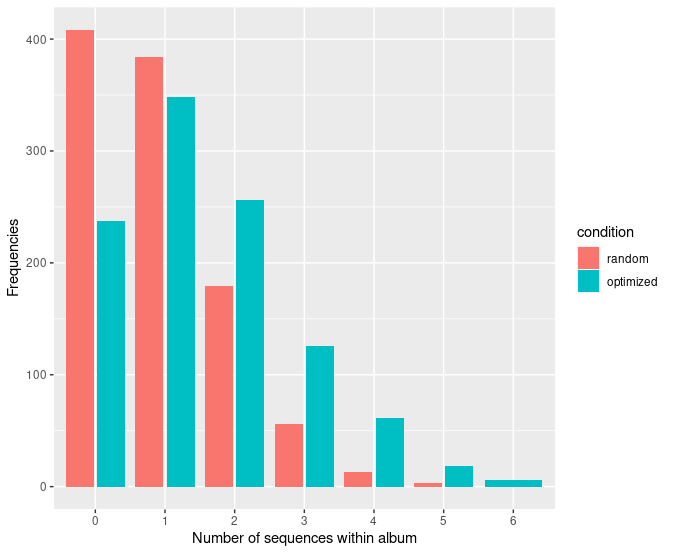 Frequencies
400
300
200
100
0
0 1 2 3 4 5 6
Number of sequences within album
condition
random
optimized